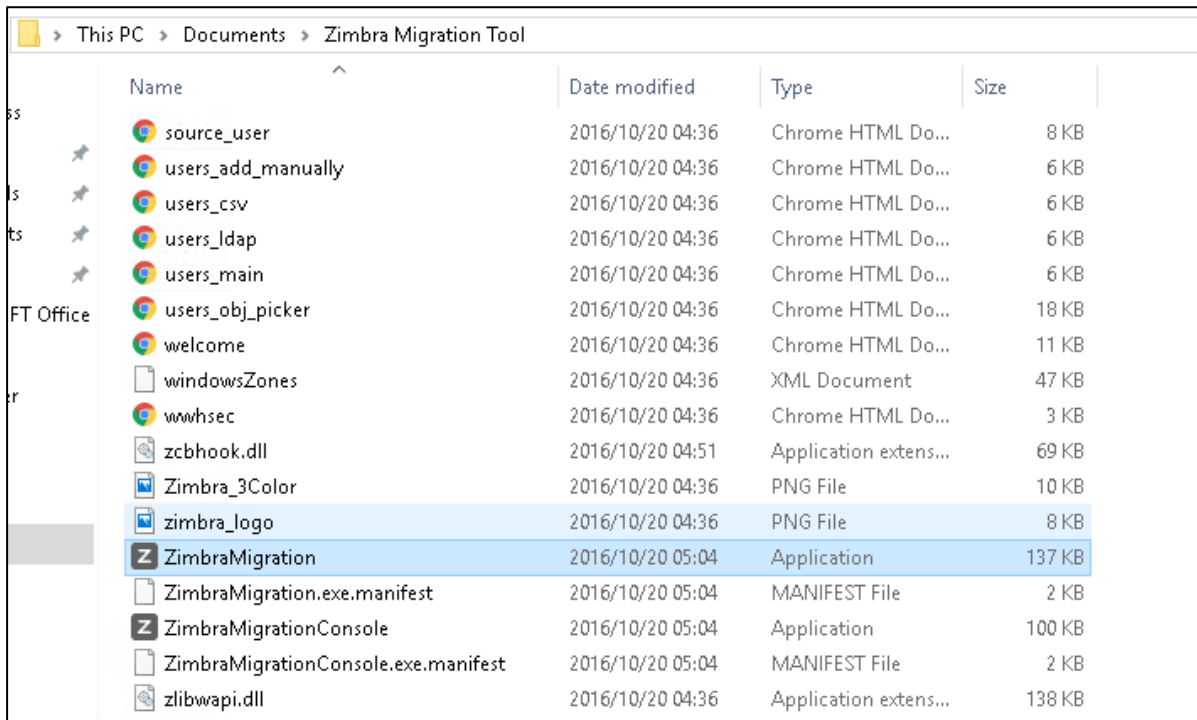 This PC > Documents > Zimbra Migration Tool
Name Date modified Type Size
ss
source_user 2016/10/20 04:36 Chrome HTML Do... 8 KB
users_add_manually 2016/10/20 04:36 Chrome HTML Do... 6 KB
ls users_csv 2016/10/20 04:36 Chrome HTML Do... 6 KB
ts users_ldap 2016/10/20 04:36 Chrome HTML Do... 6 KB
users_main 2016/10/20 04:36 Chrome HTML Do... 6 KB
FT Office users_obj_picker 2016/10/20 04:36 Chrome HTML Do... 18 KB
welcome 2016/10/20 04:36 Chrome HTML Do... 11 KB
windowsZones 2016/10/20 04:36 XML Document 47 KB
er
wwhsec 2016/10/20 04:36 Chrome HTML Do... 3 KB
zcbhook.dll 2016/10/20 04:51 Application extens... 69 KB
Zimbra_3Color 2016/10/20 04:36 PNG File 10 KB
zimbra_logo 2016/10/20 04:36 PNG File 8 KB
Z ZimbraMigration 2016/10/20 05:04 Application 137 KB
ZimbraMigration.exe.manifest 2016/10/20 05:04 MANIFEST File 2 KB
Z ZimbraMigrationConsole 2016/10/20 05:04 Application 100 KB
ZimbraMigrationConsole.exe.manifest 2016/10/20 05:04 MANIFEST File 2 KB
zlibwapi.dll 2016/10/20 04:36 Application extens... 138 KB